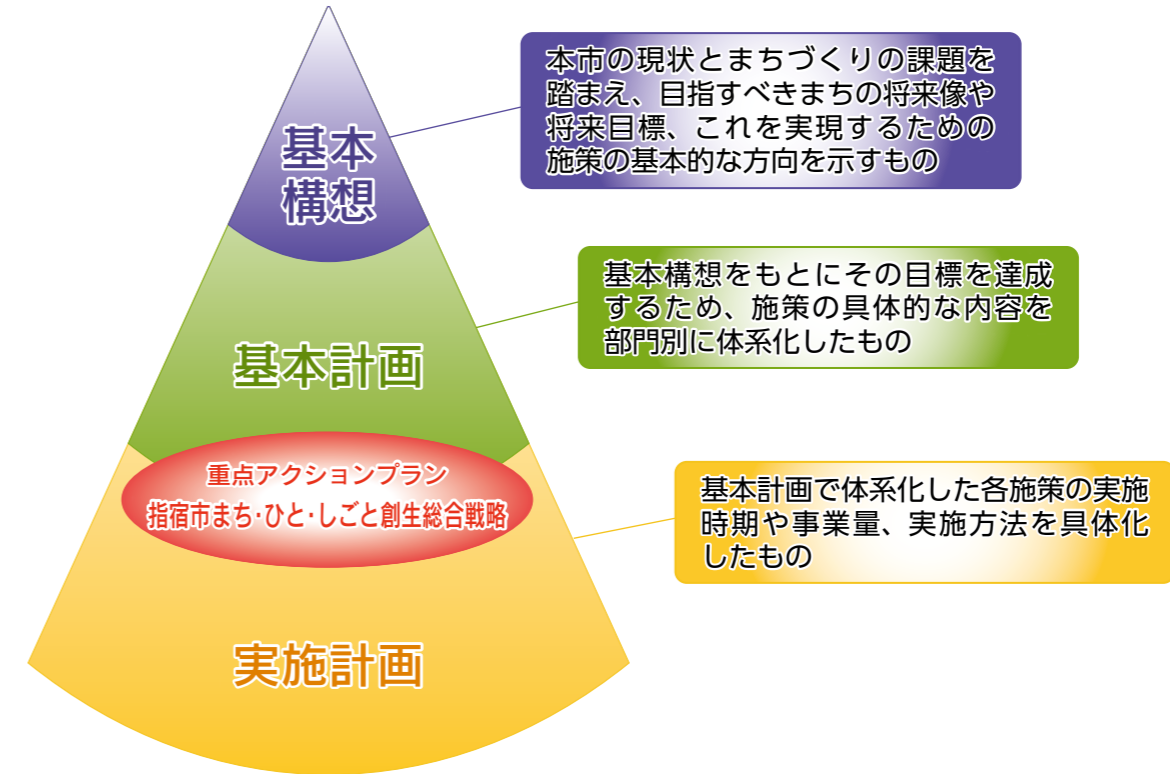 基本
構想
本市の現状とまちづくりの課題を
踏まえ、目指すべきまちの将来像や
将来目標、これを実現するための
施策の基本的な方向を示すもの
基本計画
基本構想をもとにその目標を達成
するため、施策の具体的な内容を
部門別に体系化したもの
重点アクションプラン
指宿市まち・ひと・しごと創生総合戦略
基本計画で体系化した各施策の実施
時期や事業量、実施方法を具体化
したもの
実施計画